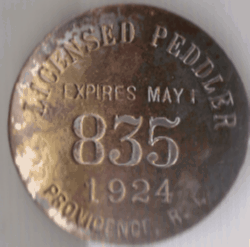 LICENSED PEDDLER
EXPIRES MAY 1
835
1924
PROVIDENCE, R. I.